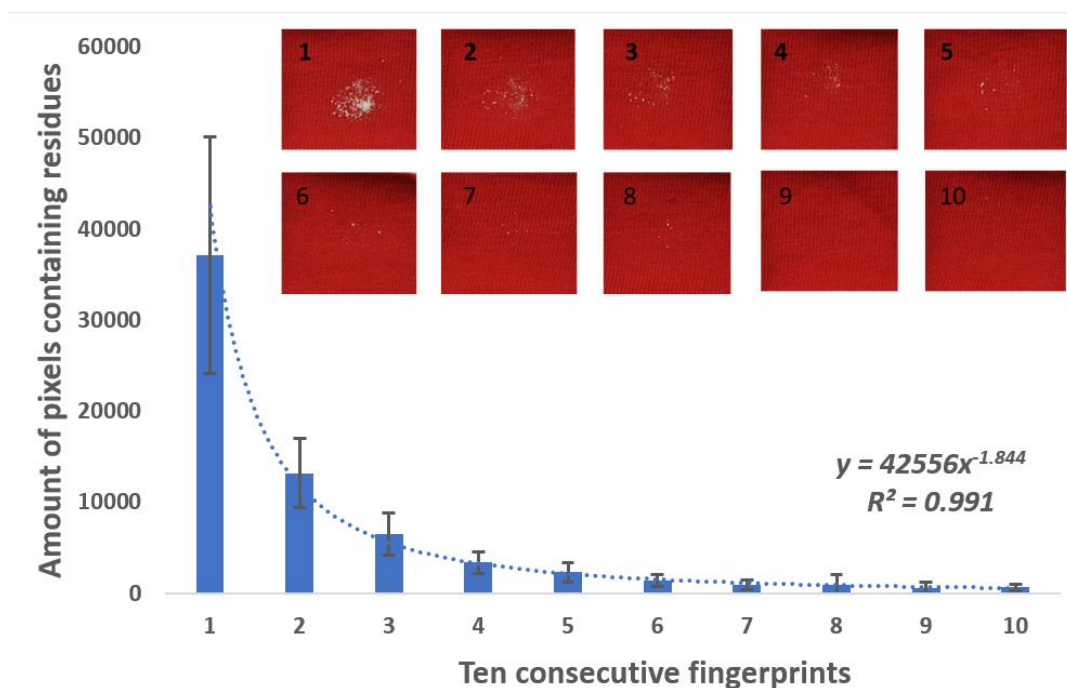 Amount of pixels containing residues
60000
50000
40000
30000
20000
10000
0
1 2 3 4 5
6 7 8 9 10
y = 42556x^-1.844
R² = 0.991
1 2 3 4 5 6 7 8 9 10
Ten consecutive fingerprints